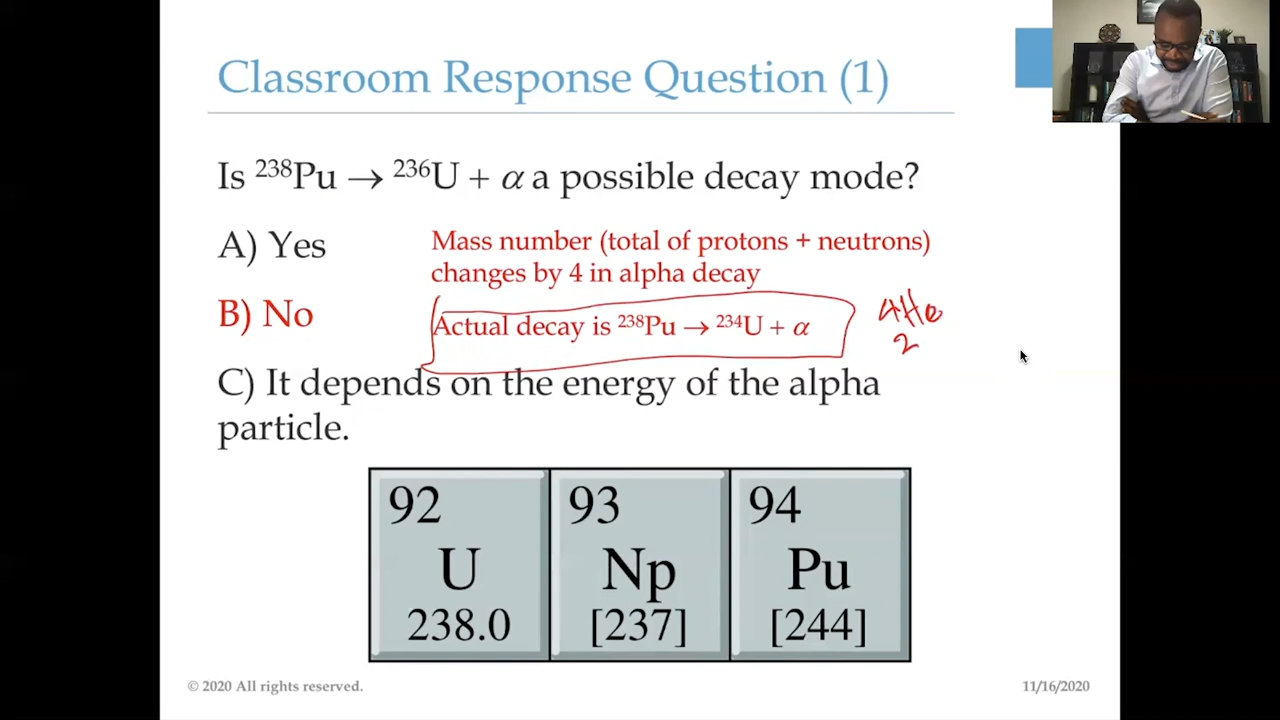 Classroom Response Question (1)
Is ²³⁸Pu → ²³⁶U + α a possible decay mode?
A) Yes
Mass number (total of protons + neutrons)
changes by 4 in alpha decay
B) No
Actual decay is ²³⁸Pu → ²³⁴U + α
4He
2
C) It depends on the energy of the alpha
particle.
92
U
238.0
93
Np
[237]
94
Pu
[244]
© 2020 All rights reserved.
11/16/2020